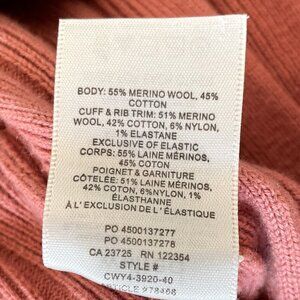 BODY: 55% MERINO WOOL, 45%
COTTON
CUFF & RIB TRIM: 51% MERINO
WOOL, 42% COTTON, 6% NYLON,
1% ELASTANE
EXCLUSIVE OF ELASTIC
CORPS: 55% LAINE MÉRINOS,
45% COTON
POIGNET & GARNITURE
CÔTELÉE: 51% LAINE MÉRINOS,
42% COTON, 6% NYLON, 1%
ÉLASTHANNE
À L'EXCLUSION DE L'ÉLASTIQUE
PO 4500137277
PO 4500137278
CA 23725 RN 122354
STYLE #
CWY4-3920-40
ARTICLE 278468